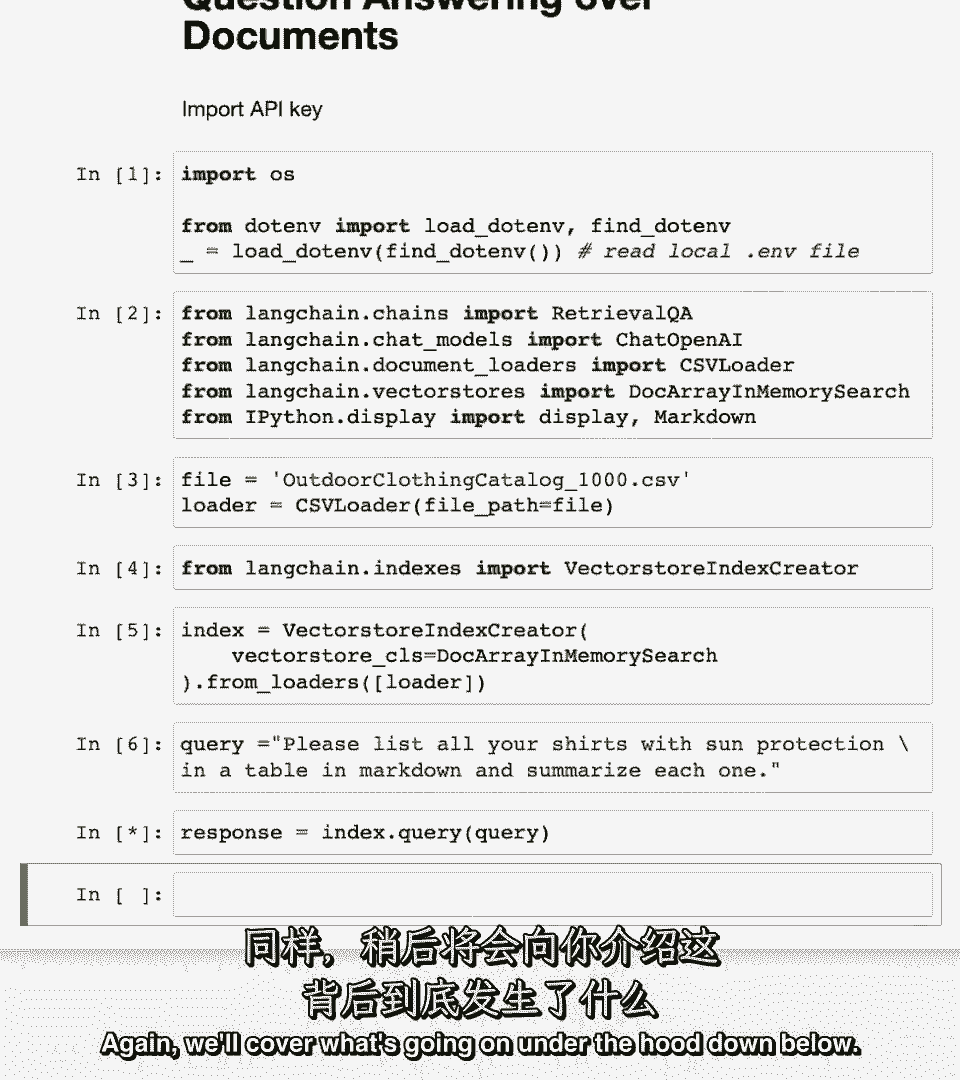 Question Answering over
Documents
Import API key
In [1]: import os
from dotenv import load_dotenv, find_dotenv
_ = load_dotenv(find_dotenv()) # read local .env file
In [2]: from langchain.chains import RetrievalQA
from langchain.chat_models import ChatOpenAI
from langchain.document_loaders import CSVLoader
from langchain.vectorstores import DocArrayInMemorySearch
from IPython.display import display, Markdown
In [3]: file = 'OutdoorClothingCatalog_1000.csv'
loader = CSVLoader(file_path=file)
In [4]: from langchain.indexes import VectorstoreIndexCreator
In [5]: index = VectorstoreIndexCreator(
    vectorstore_cls=DocArrayInMemorySearch
).from_loaders([loader])
In [6]: query ="Please list all your shirts with sun protection \
in a table in markdown and summarize each one."
In [*]: response = index.query(query)
In [ ]:
同样，稍后将会向你介绍这
背后到底发生了什么
Again, we'll cover what's going on under the hood down below.